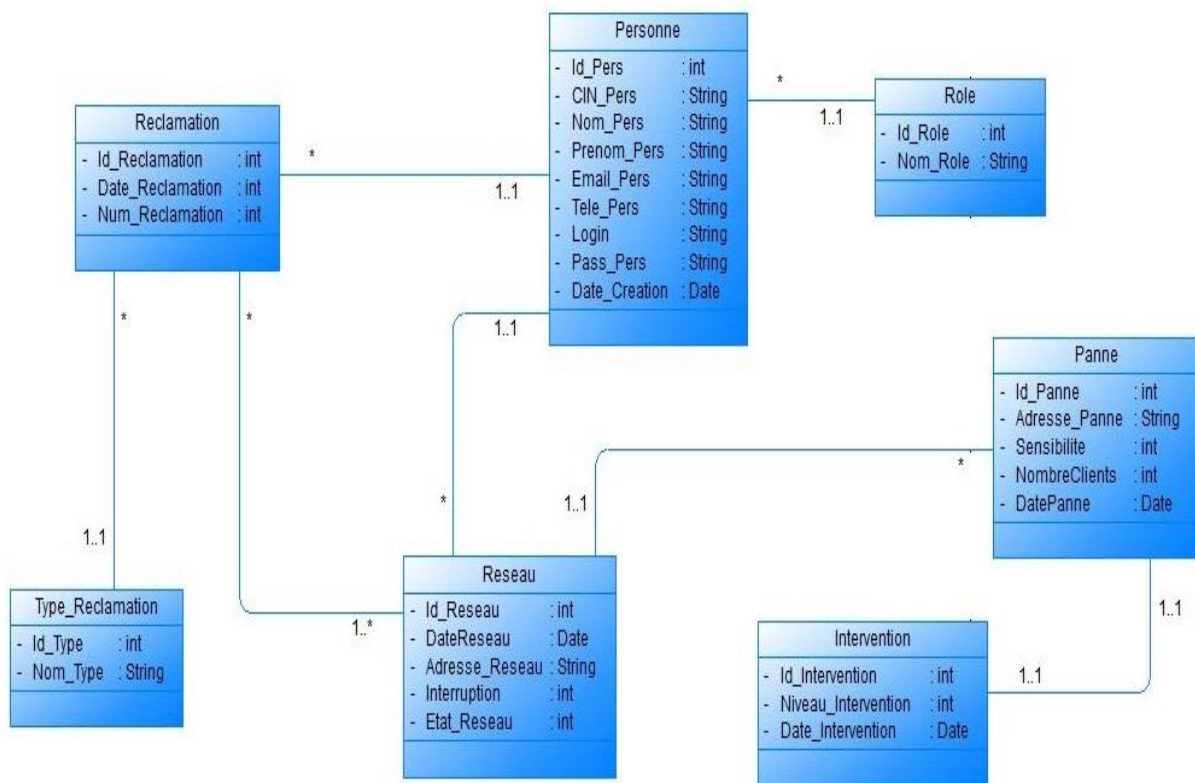 Personne
- Id_Pers : int
- CIN_Pers : String
- Nom_Pers : String
- Prenom_Pers : String
- Email_Pers : String
- Tele_Pers : String
- Login : String
- Pass_Pers : String
- Date_Creation : Date
*
1..1
Role
- Id_Role : int
- Nom_Role : String
Reclamation
- Id_Reclamation : int
- Date_Reclamation : int
- Num_Reclamation : int
*
1..1
*
1..1
*
1..*
1..1
*
Panne
- Id_Panne : int
- Adresse_Panne : String
- Sensibilite : int
- NombreClients : int
- DatePanne : Date
*
1..1
Type_Reclamation
- Id_Type : int
- Nom_Type : String
Reseau
- Id_Reseau : int
- DateReseau : Date
- Adresse_Reseau : String
- Interruption : int
- Etat_Reseau : int
1..1
1..1
Intervention
- Id_Intervention : int
- Niveau_Intervention : int
- Date_Intervention : Date